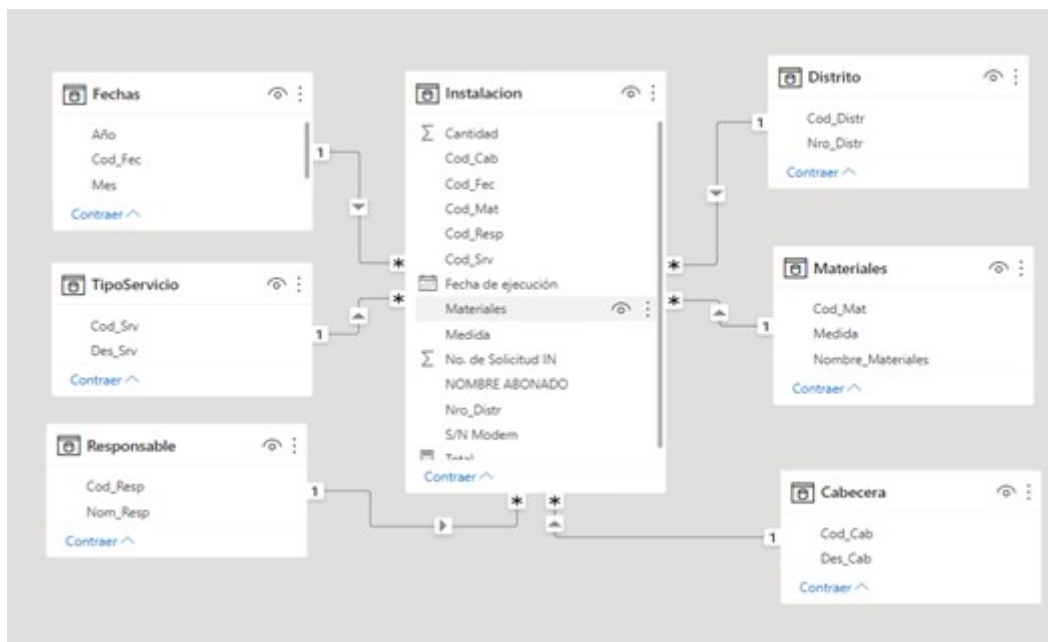 Fechas
Año
Cod_Fec
Mes
Contraer
1
TipoServicio
Cod_Srv
Des_Srv
Contraer
1
Responsable
Cod_Resp
Nom_Resp
Contraer
1
Instalacion
Cantidad
Cod_Cab
Cod_Fec
Cod_Mat
Cod_Resp
Cod_Srv
Fecha de ejecución
Materiales
Medida
No. de Solicitud IN
NOMBRE ABONADO
Nro_Distr
S/N Modem
Total
Contraer
*
*
*
*
*
*
Distrito
Cod_Distr
Nro_Distr
Contraer
1
Materiales
Cod_Mat
Medida
Nombre_Materiales
Contraer
1
Cabecera
Cod_Cab
Des_Cab
Contraer
1